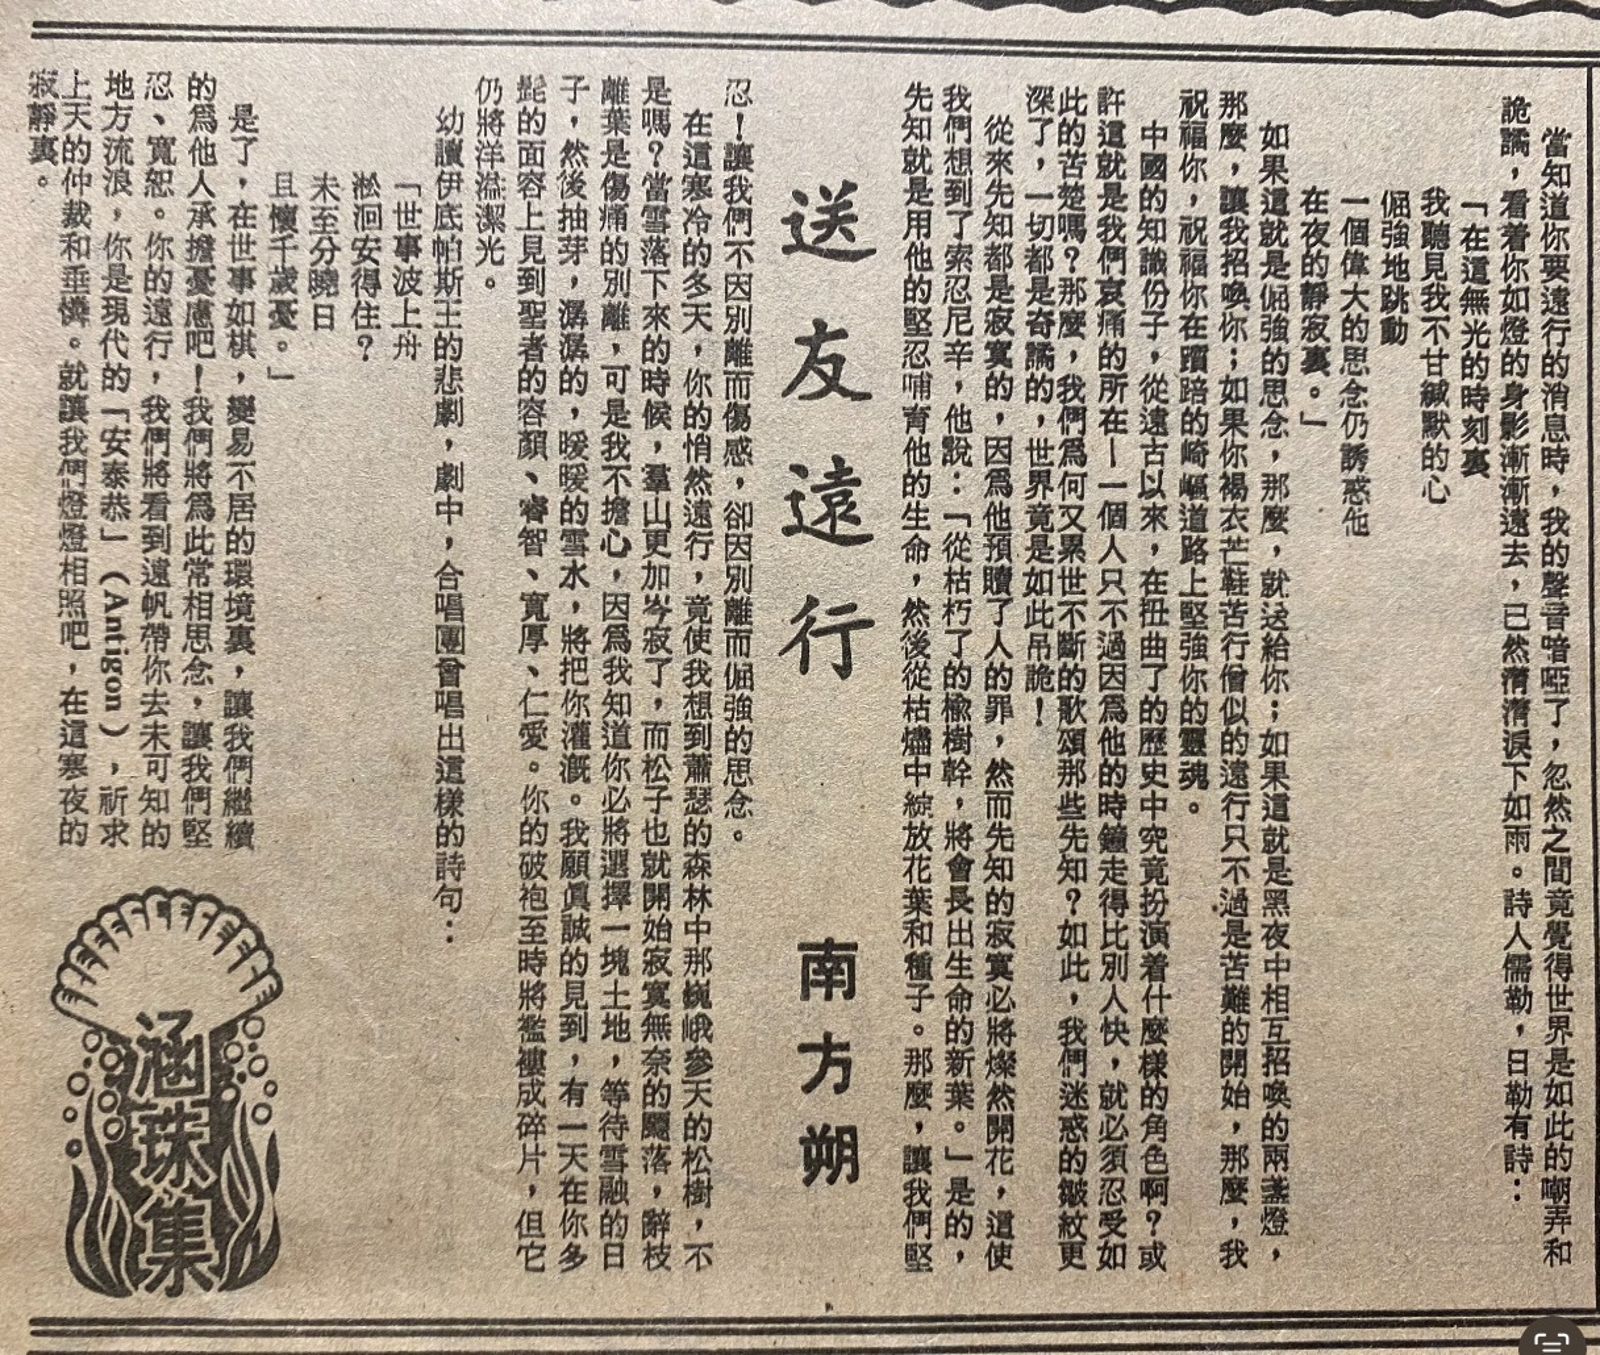 當知道你要遠行的消息時，我的聲音喑啞了，忽然之間竟覺得世界是如此的嘲弄和
詭譎，看着你如燈的身影漸漸遠去，已然潸潸淚下如雨。詩人儒勒，日勒有詩：
「在這無光的時刻裏
我聽見我不甘緘默的心
倔強地跳動
一個偉大的思念仍誘惑他
在夜的靜寂裏。」
如果這就是倔強的思念，那麼，就送給你；如果這就是黑夜中相互招喚的兩盞燈，
那麼，讓我招喚你；如果你褐衣芒鞋苦行僧似的遠行只不過是苦難的開始，那麼，我
祝福你，祝福你在躓踣的崎嶇道路上堅強你的靈魂。
中國的知識份子，從遠古以來，在扭曲了的歷史中究竟扮演着什麼樣的角色啊？或
許這就是我們哀痛的所在—一個人只不過因爲他的時鐘走得比別人快，就必須忍受如
此的苦楚嗎？那麼，我們爲何又累世不斷的歌頌那些先知？如此，我們迷惑的皺紋更
深了，一切都是奇譎的，世界竟是如此吊詭！
從來先知都是寂寞的，因爲他預贖了人的罪，然而先知的寂寞必將燦然開花，這使
我們想到了索忍尼辛，他說：「從枯朽了的楡樹幹，將會長出生命的新葉。」是的，
先知就是用他的堅忍哺育他的生命，然後從枯燼中綻放花葉和種子。那麼，讓我們堅
送友遠行
南方朔
忍！讓我們不因別離而傷感，卻因別離而倔強的思念。
在這寒冷的冬天，你的悄然遠行，竟使我想到蕭瑟的森林中那巍峨參天的松樹，不
是嗎？當雪落下來的時候，羣山更加岑寂了，而松子也就開始寂寞無奈的飄落，辭枝
離葉是傷痛的別離，可是我不擔心，因爲我知道你必將選擇一塊土地，等待雪融的日
子，然後抽芽，潺潺的，暖暖的雪水，將把你灌漑。我願眞誠的見到，有一天在你多
髭的面容上見到聖者的容顏、睿智、寬厚、仁愛。你的破袍至時將襤褸成碎片，但它
仍將洋溢潔光。
幼讀伊底帕斯王的悲劇，劇中，合唱團曾唱出這樣的詩句：
「世事波上舟
淞洄安得住？
未至分曉日
且懷千歲憂。」
是了，在世事如棋，變易不居的環境裏，讓我們繼續
的爲他人承擔憂慮吧！我們將爲此常相思念，讓我們堅
忍、寬恕。你的遠行，我們將看到遠帆帶你去未可知的
地方流浪，你是現代的「安泰恭」（Antigon），祈求
上天的仲裁和垂憐。就讓我們燈燈相照吧，在這寒夜的
寂靜裏。
涵珠集